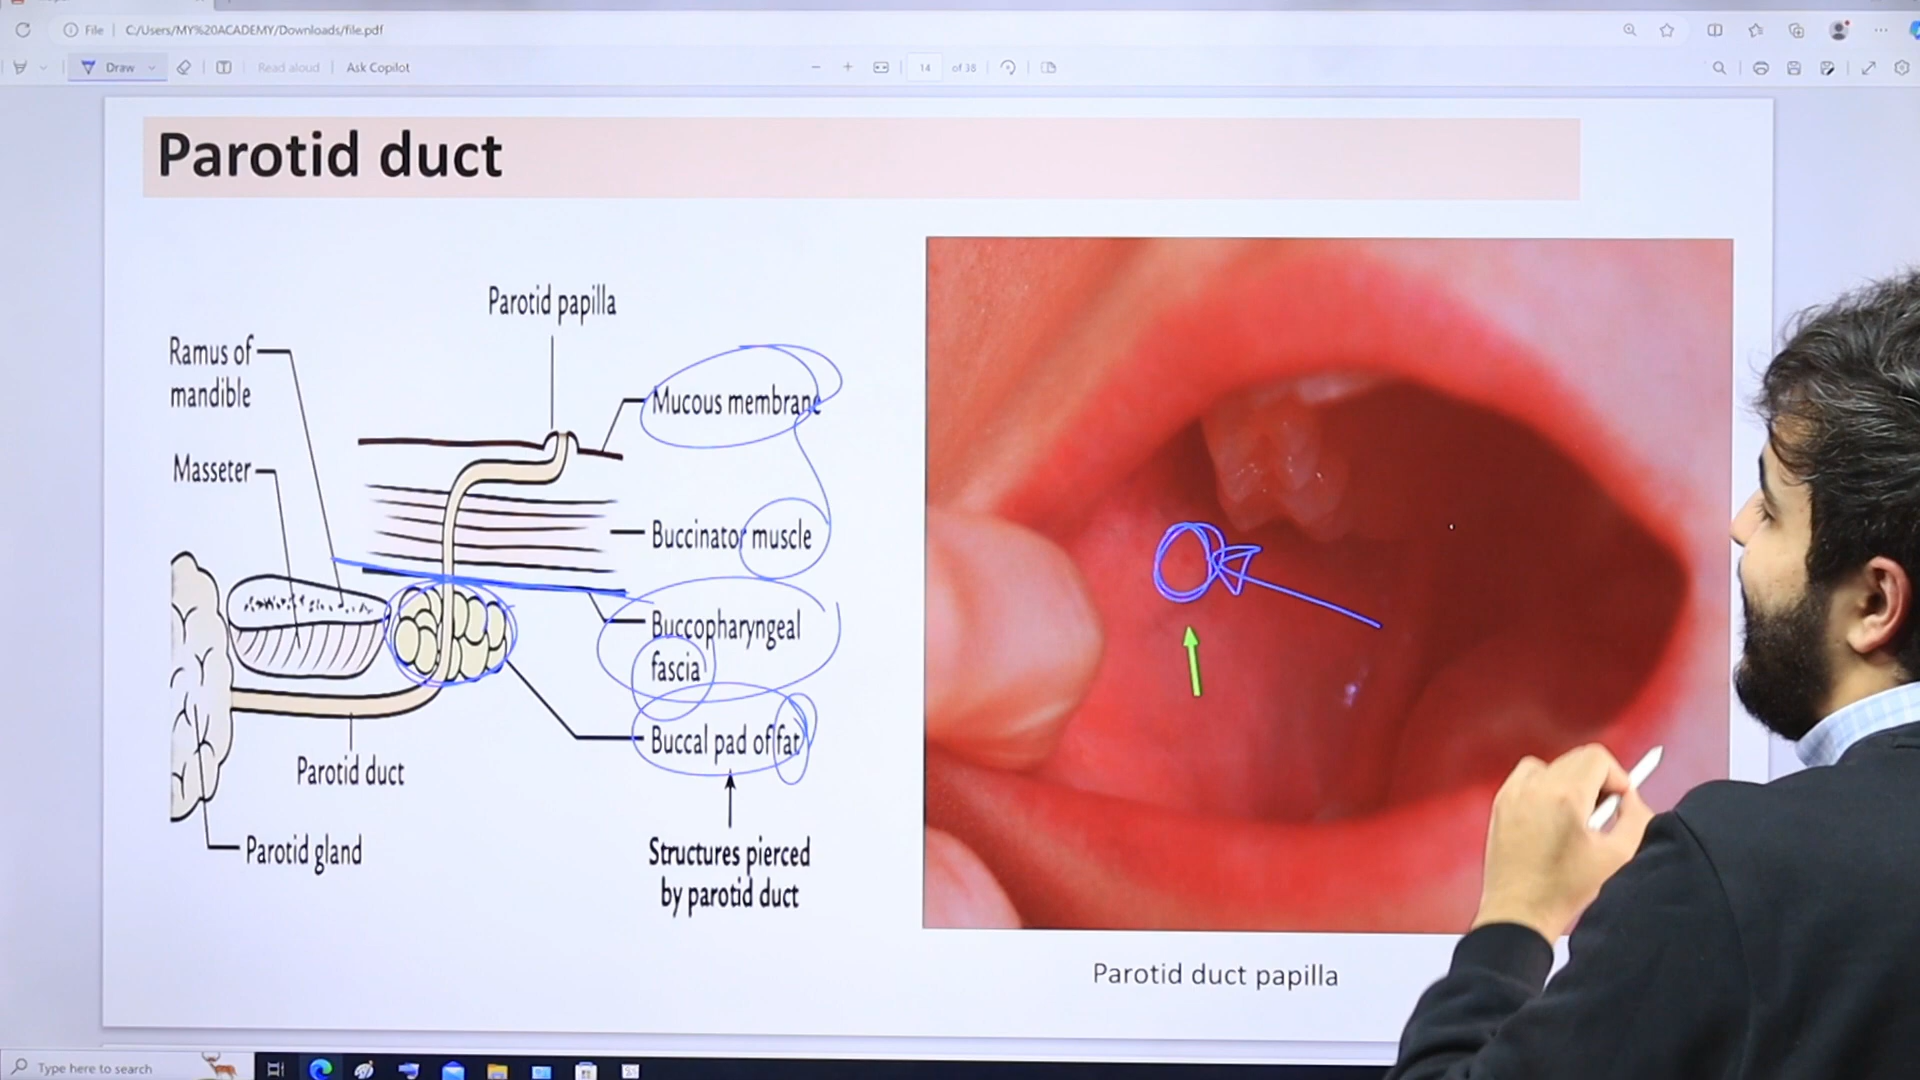 File
C:/Users/MY%20ACADEMY/Downloads/file.pdf
Draw
Read aloud
Ask Copilot
14
of 38
Parotid duct
Parotid papilla
Ramus of
mandible
Mucous membrane
Masseter
Buccinator muscle
Buccopharyngeal
fascia
Buccal pad of fat
Parotid duct
Parotid gland
Structures pierced
by parotid duct
Parotid duct papilla
Type here to search